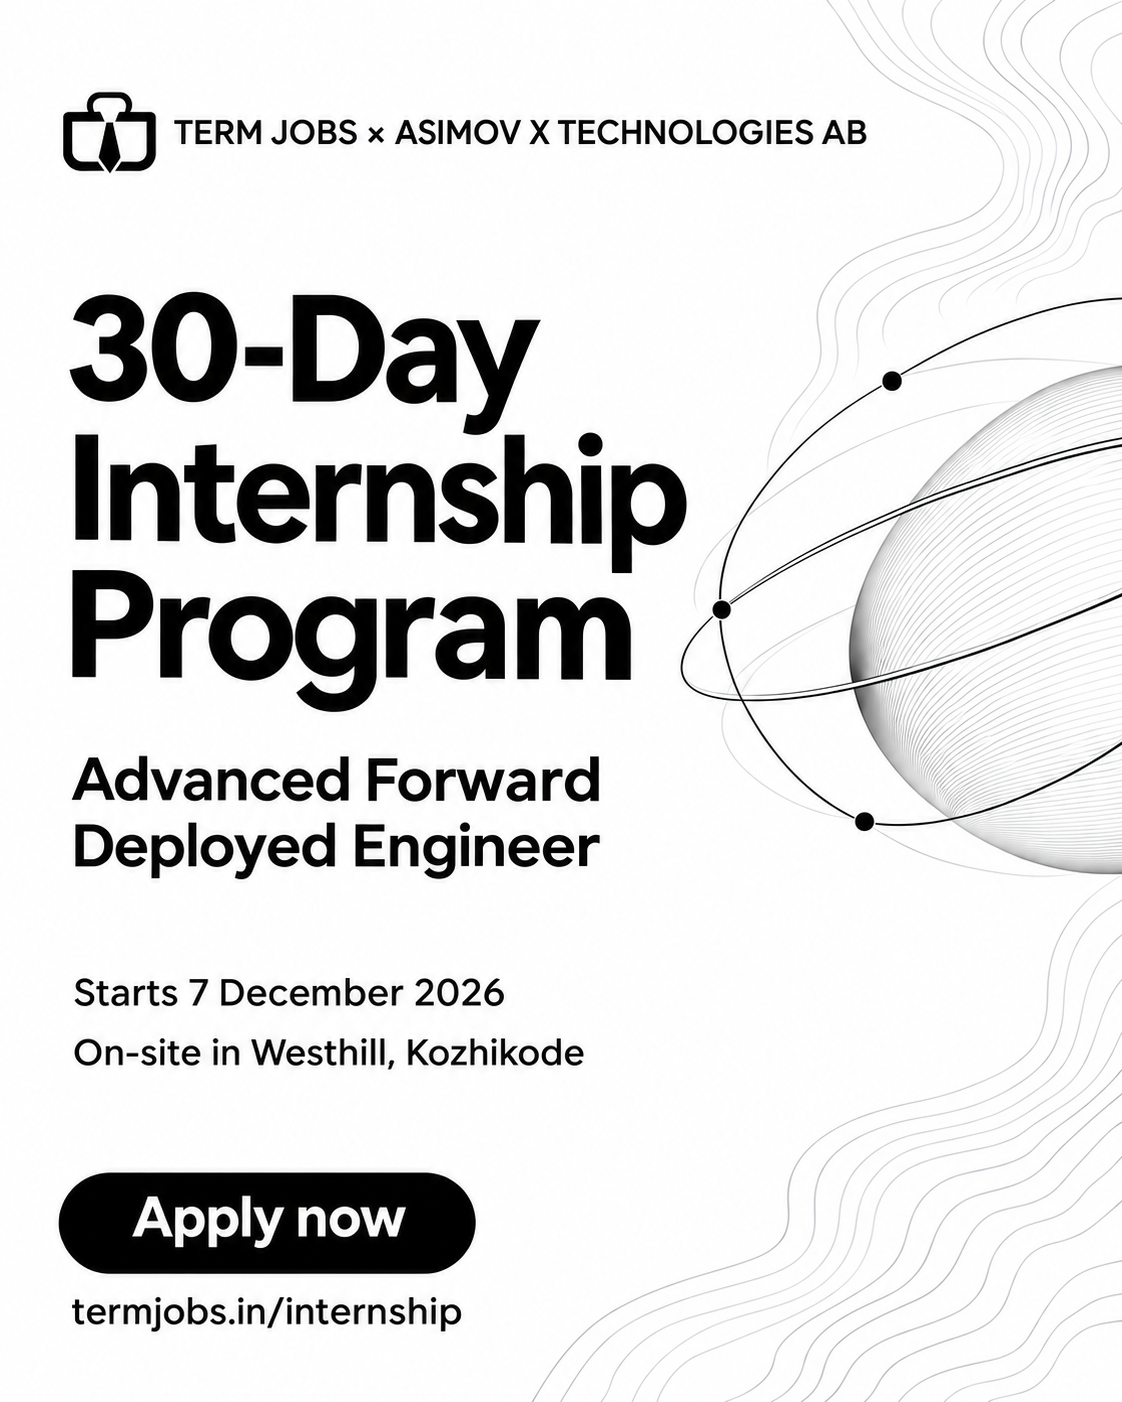 TERM JOBS × ASIMOV X TECHNOLOGIES AB
30-Day
Internship
Program
Advanced Forward
Deployed Engineer
Starts 7 December 2026
On-site in Westhill, Kozhikode
Apply now
termjobs.in/internship